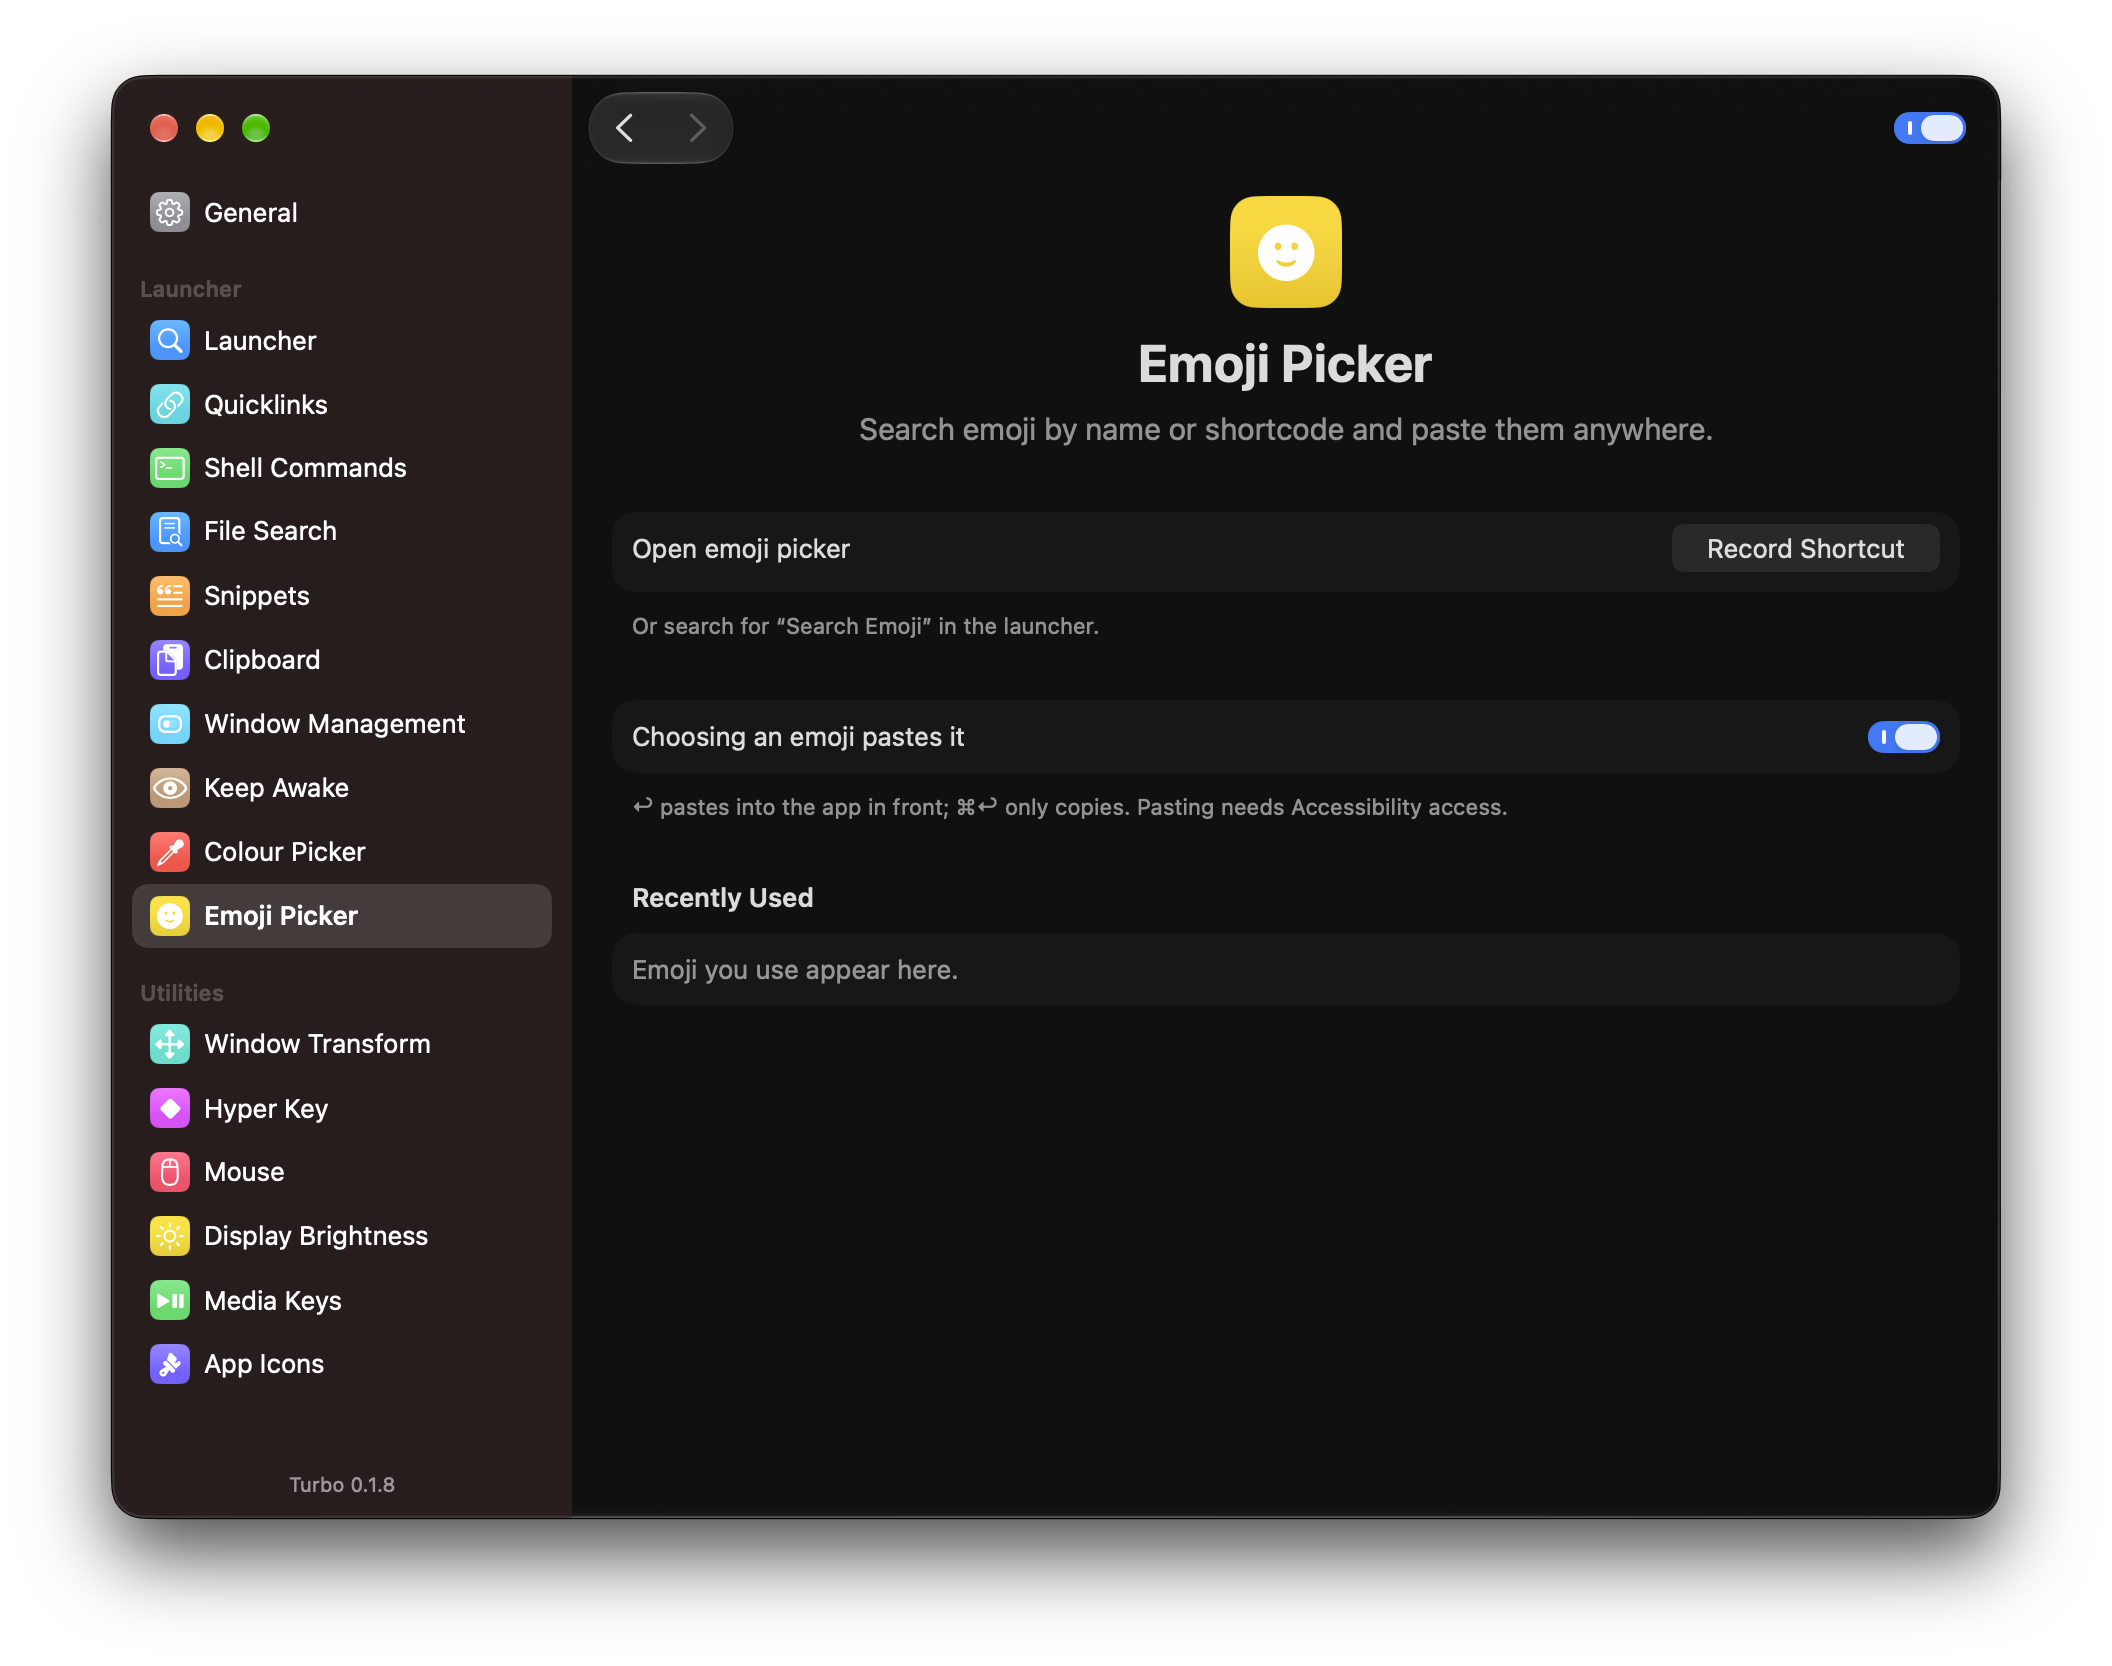 General
Launcher
Launcher
Quicklinks
Shell Commands
File Search
Snippets
Clipboard
Window Management
Keep Awake
Colour Picker
Emoji Picker
Utilities
Window Transform
Hyper Key
Mouse
Display Brightness
Media Keys
App Icons
Turbo 0.1.8
Emoji Picker
Search emoji by name or shortcode and paste them anywhere.
Open emoji picker
Record Shortcut
Or search for “Search Emoji” in the launcher.
Choosing an emoji pastes it
↩ pastes into the app in front; ⌘↩ only copies. Pasting needs Accessibility access.
Recently Used
Emoji you use appear here.